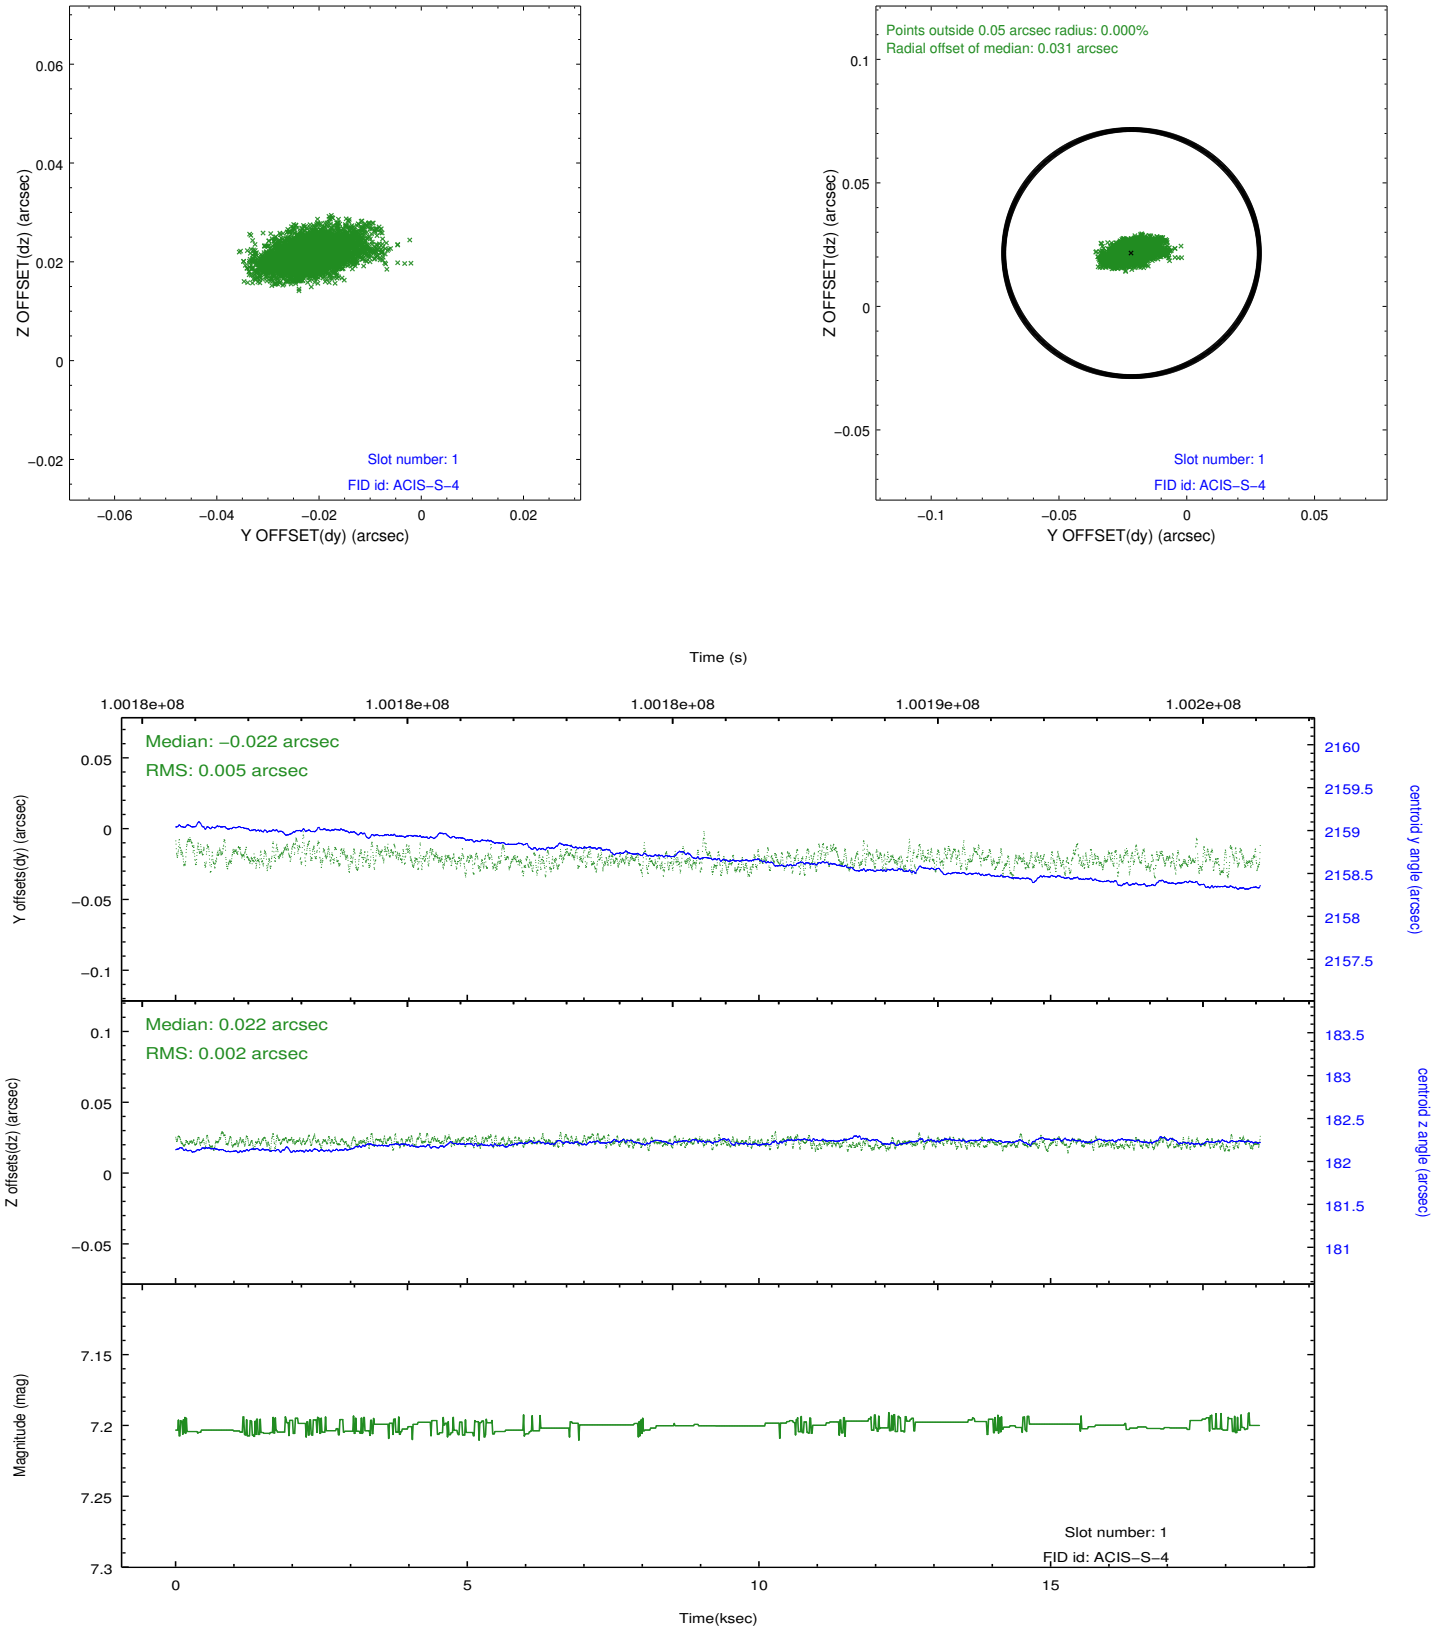 0.06
0.04
0.02
0
−0.02
Z OFFSET(dz) (arcsec)
Slot number: 1
FID id: ACIS−S−4
−0.06
−0.04
−0.02
0
0.02
Y OFFSET(dy) (arcsec)
Points outside 0.05 arcsec radius: 0.000%
Radial offset of median: 0.031 arcsec
0.1
0.05
0
−0.05
Z OFFSET(dz) (arcsec)
Slot number: 1
FID id: ACIS−S−4
−0.1
−0.05
0
0.05
Y OFFSET(dy) (arcsec)
Time (s)
1.0018e+08
1.0018e+08
1.0018e+08
1.0019e+08
1.002e+08
Median: −0.022 arcsec
RMS: 0.005 arcsec
0.05
0
−0.05
−0.1
Y offsets(dy) (arcsec)
2160
2159.5
2159
2158.5
2158
2157.5
centroid y angle (arcsec)
Median: 0.022 arcsec
RMS: 0.002 arcsec
0.1
0.05
0
−0.05
Z offsets(dz) (arcsec)
183.5
183
182.5
182
181.5
181
centroid z angle (arcsec)
7.15
7.2
7.25
7.3
Magnitude (mag)
Slot number: 1
FID id: ACIS−S−4
0
5
10
15
Time(ksec)